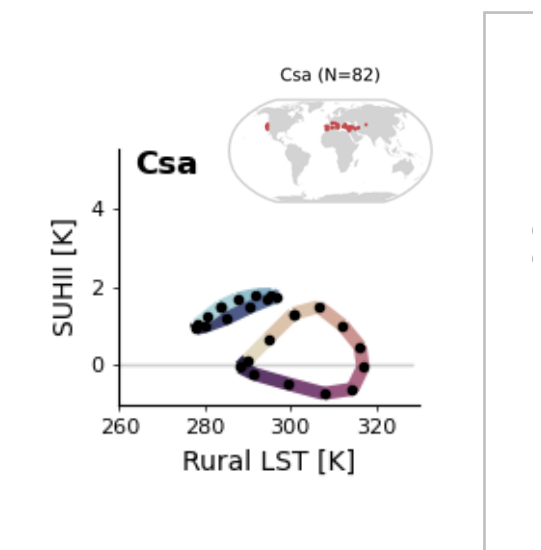 Csa (N=82)
Csa
4
2
0
SUHII [K]
260 280 300 320
Rural LST [K]